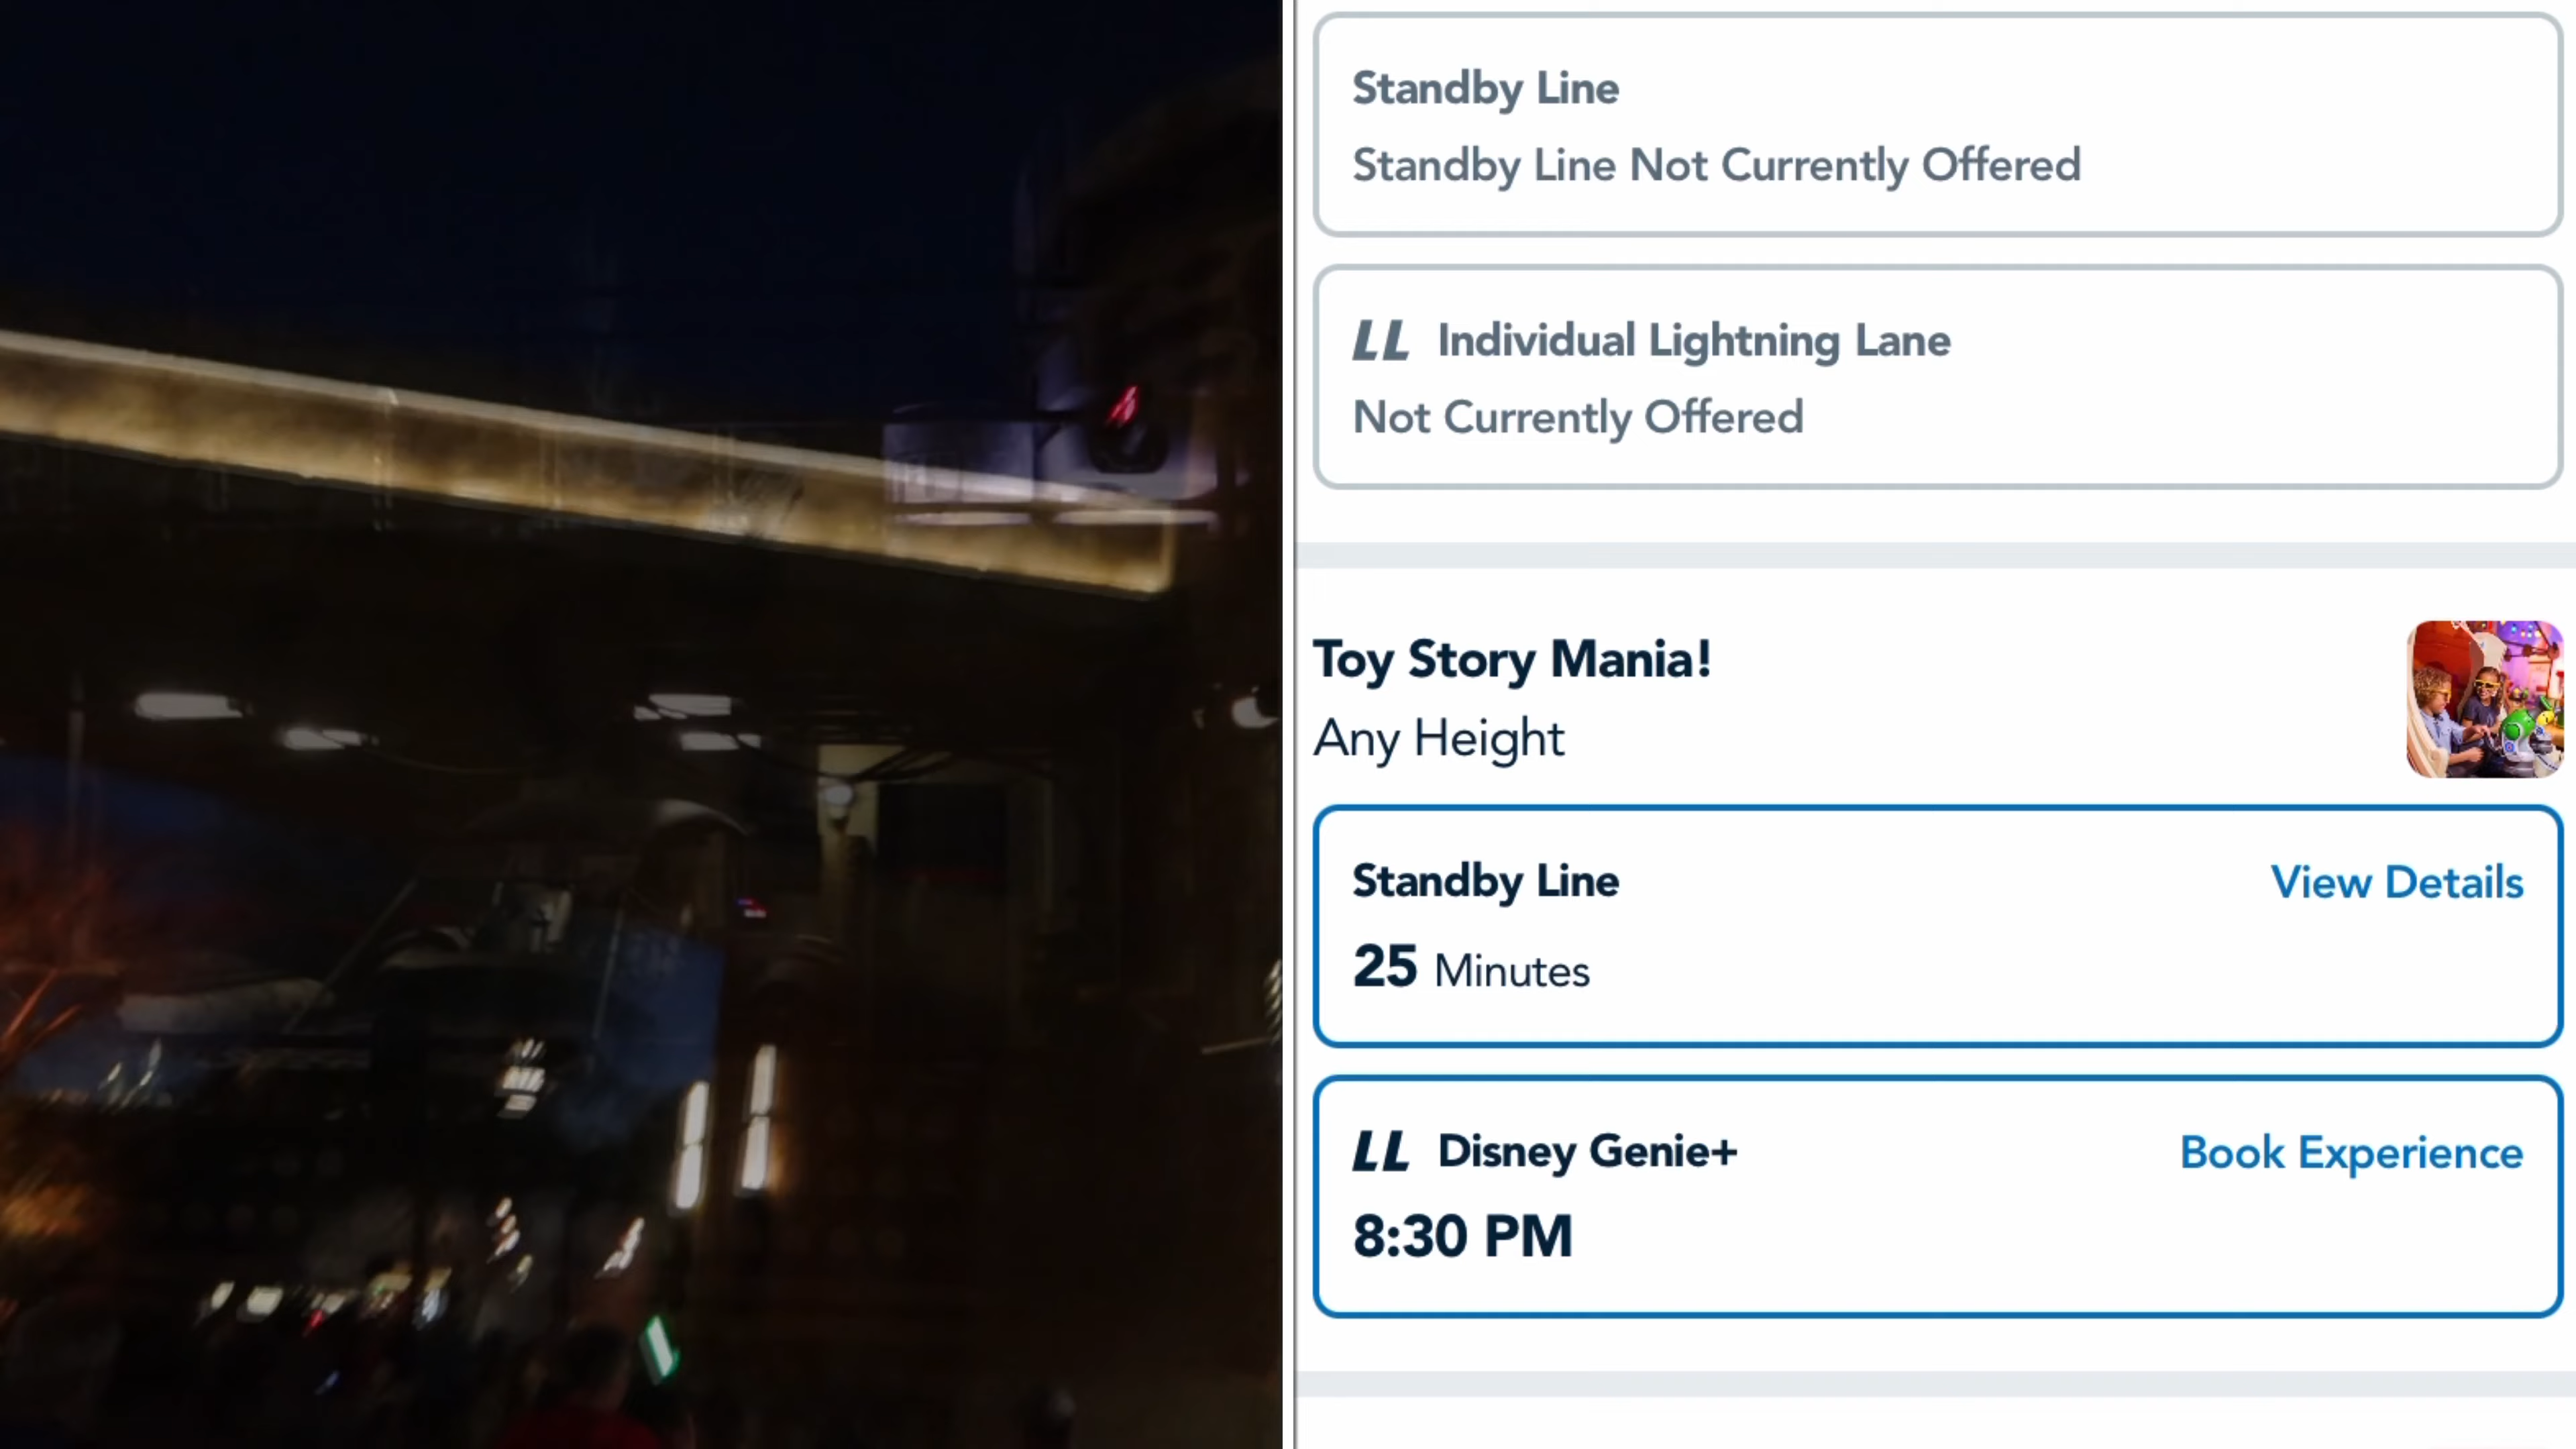 Standby Line
Standby Line Not Currently Offered
LL Individual Lightning Lane
Not Currently Offered
Toy Story Mania!
Any Height
Standby Line
View Details
25 Minutes
LL Disney Genie+
Book Experience
8:30 PM